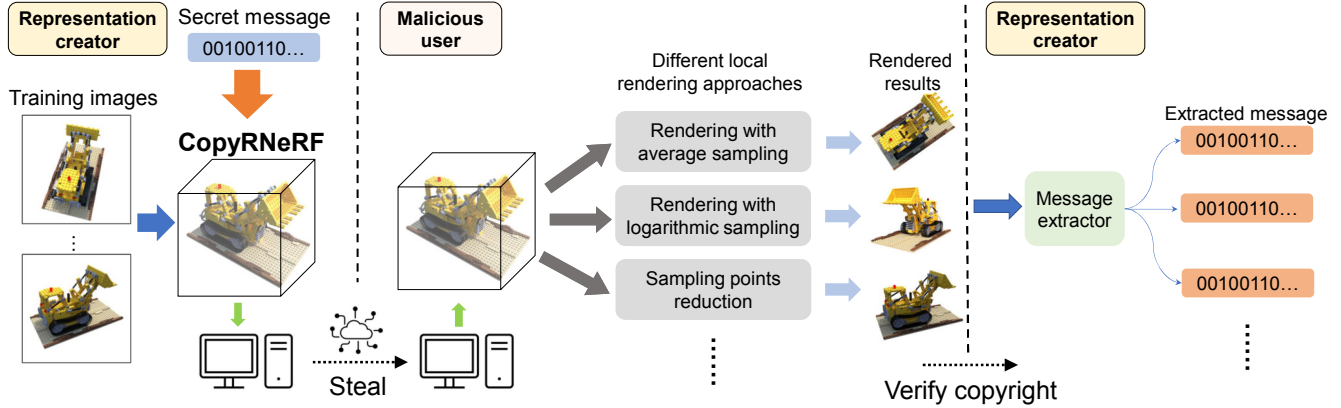 Representation
creator
Secret message
00100110...
Training images
⋮
CopyRNeRF
Steal
Malicious
user
Different local
rendering approaches
Rendering with
average sampling
Rendering with
logarithmic sampling
Sampling points
reduction
Rendered
results
Verify copyright
Representation
creator
Message
extractor
Extracted message
00100110...
00100110...
00100110...